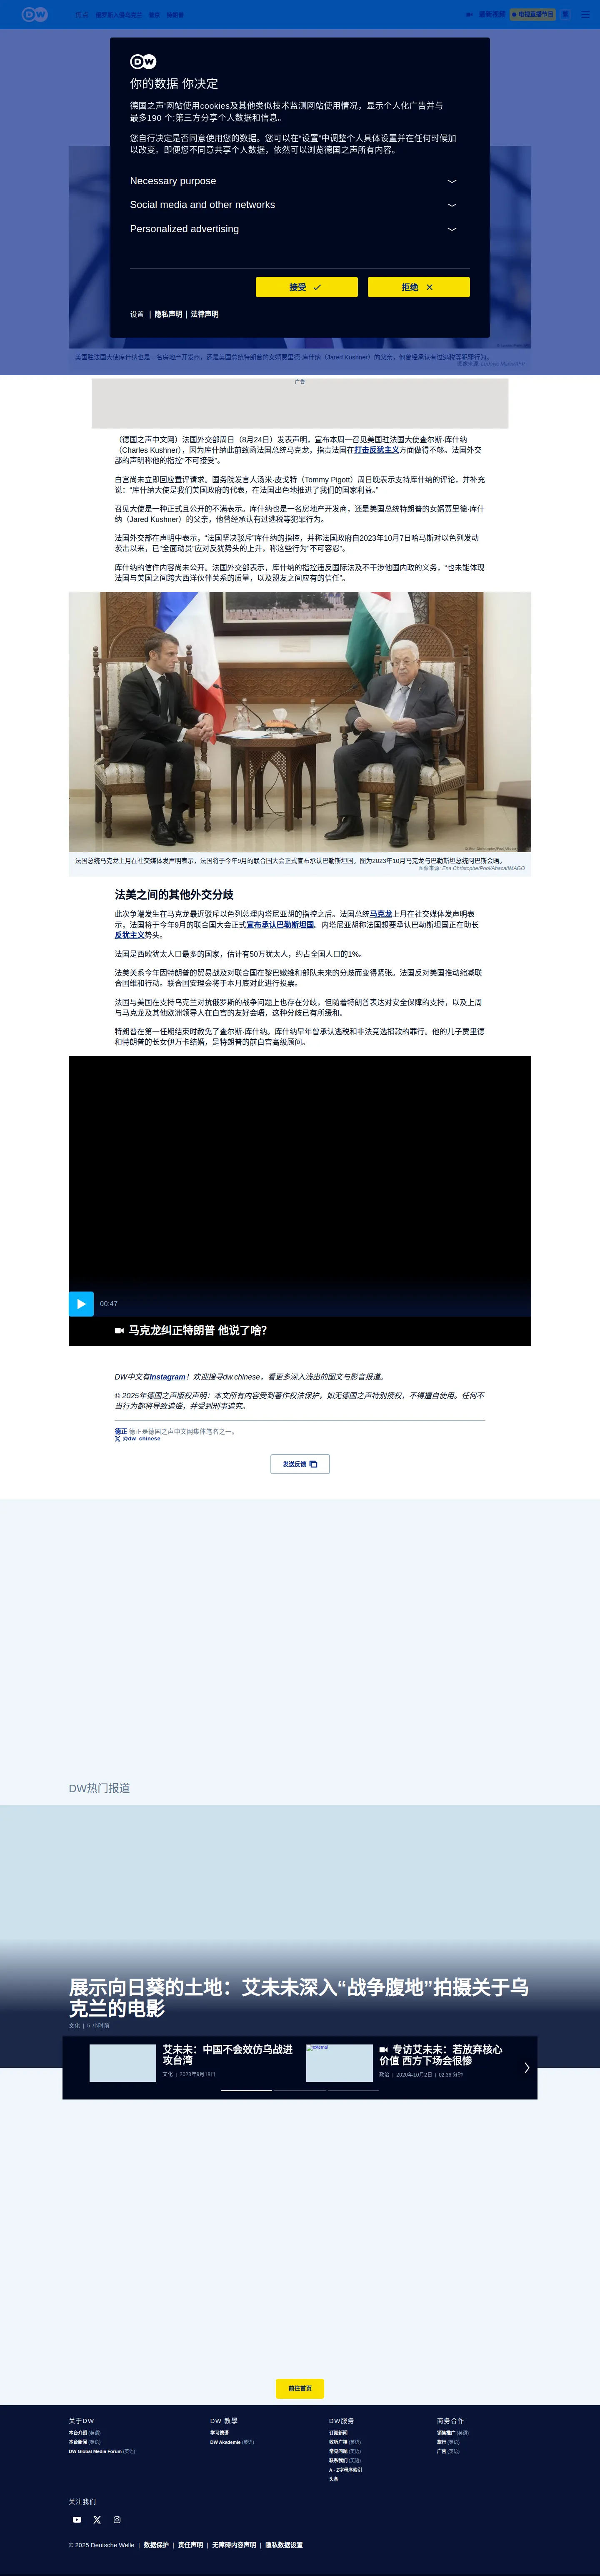 DW
俄罗斯入侵乌克兰
特朗普
最新视频
电视直播节目
DW
你的数据 你决定
德国之声'网站使用cookies及其他类似技术监测网站使用情况，显示个人化广告并与
最多190 个;第三方分享个人数据和信息。
您自行决定是否同意使用您的数据。您可以在“设置”中调整个人具体设置并在任何时候加
以改变。即便您不同意共享个人数据，依然可以浏览德国之声所有内容。
Necessary purpose
Social media and other networks
Personalized advertising
接受
拒绝
设置 | 隐私声明 | 法律声明
美国驻法国大使库什纳也是一名房地产开发商，还是美国总统特朗普的女婿贾里德·库什纳（Jared Kushner）的父亲，他曾经承认有过逃税等犯罪行为。
广告
（德国之声中文网）法国外交部周日（8月24日）发表声明，宣布本周一召见美国驻法国大使查尔斯·库什纳
（Charles Kushner），因为库什纳此前致函法国总统马克龙，指责法国在打击反犹主义方面做得不够。法国外交
部的声明称他的指控“不可接受”。
白宫尚未立即回应置评请求。国务院发言人汤米·皮戈特（Tommy Pigott）周日晚表示支持库什纳的评论，并补充
说：“库什纳大使是我们美国政府的代表，在法国出色地推进了我们的国家利益。”
召见大使是一种正式且公开的不满表示。库什纳也是一名房地产开发商，还是美国总统特朗普的女婿贾里德·库什
纳（Jared Kushner）的父亲，他曾经承认有过逃税等犯罪行为。
法国外部在声明中表示，“法国坚决驳斥”库什纳的指控，并称法国政府自2023年10月7日哈马斯对以色列发动
袭击以来，已“全面动员”应对反犹势头的上升，称这些行为“不可容忍”。
库什纳的信件内容尚未公开。法国外交部表示，库什纳的指控违反国际法及不干涉他国内政的义务，“也未能体现
法国与美国之间跨大西洋伙伴关系的质量，以及盟友之间应有的信任”。
法国总统马克龙上月在社交媒体发声明表示，法国将于今年9月的联合国大会正式宣布承认巴勒斯坦国。图为2023年10月马克龙与巴勒斯坦总统阿巴斯会晤。
图像来源: Eria Christophe/Pool/Abaca/IMAGO
法美之间的其他外交分歧
此次争端发生在马克龙最近驳斥以色列总理内塔尼亚胡的指控之后。法国总统马克龙上月在社交媒体发声明表
示，法国将于今年9月的联合国大会正式宣布承认巴勒斯坦国。内塔尼亚胡称法国想要承认巴勒斯坦国正在助长
反犹主义势头。
法国是西欧犹太人口最多的国家，估计有50万犹太人，约占全国人口的1%。
法美关系今年因特朗普的贸易战及对联合国在黎巴嫩维和部队未来的分歧而变得紧张。法国反对美国推动缩减联
合国维和行动。联合国安理会将于本月底对此进行投票。
法国与美国在支持乌克兰对抗俄罗斯的战争问题上也存在分歧，但随着特朗普表达对安全保障的支持，以及上周
与马克龙及其他欧洲领导人在白宫的友好会晤，这种分歧已有所缓和。
特朗普在第一任期结束时赦免了查尔斯·库什纳。库什纳早年曾承认逃税和非法竞选捐款的罪行。他的儿子贾里德
和特朗普的长女伊万卡结婚，是特朗普的前白宫高级顾问。
00:47
马克龙纠正特朗普 他说了啥？
DW中文有Instagram！欢迎搜寻dw.chinese，看更多深入浅出的图文与影音报道。
© 2025年德国之声版权声明：本文所有内容受到著作权法保护，如无德国之声特别授权，不得擅自使用。任何不
当行为都将导致追偿，并受到刑事追究。
德正 德正是德国之声中文网集体笔名之一。
@dw_chinese
发送反馈
DW热门报道
展示向日葵的土地：艾未未深入“战争腹地”拍摄关于乌
克兰的电影
文化 | 5 小时前
艾未未：中国不会效仿乌战进
攻台湾
文化 | 2023年9月18日
external
专访艾未未：若放弃核心
价值 西方下场会很惨
政治 | 2020年10月2日 | 02:36 分钟
前往首页
关于DW
本台介绍 (英语)
本台新闻 (英语)
DW Global Media Forum (英语)
DW 教學
学习德语
DW Akademie (英语)
DW服务
订阅新闻
收听广播 (英语)
常见问题 (英语)
联系我们 (英语)
A - Z字母序索引
头条
商务合作
销售推广 (英语)
旅行 (英语)
广告 (英语)
关注我们
© 2025 Deutsche Welle | 数据保护 | 责任声明 | 无障碍内容声明 | 隐私数据设置